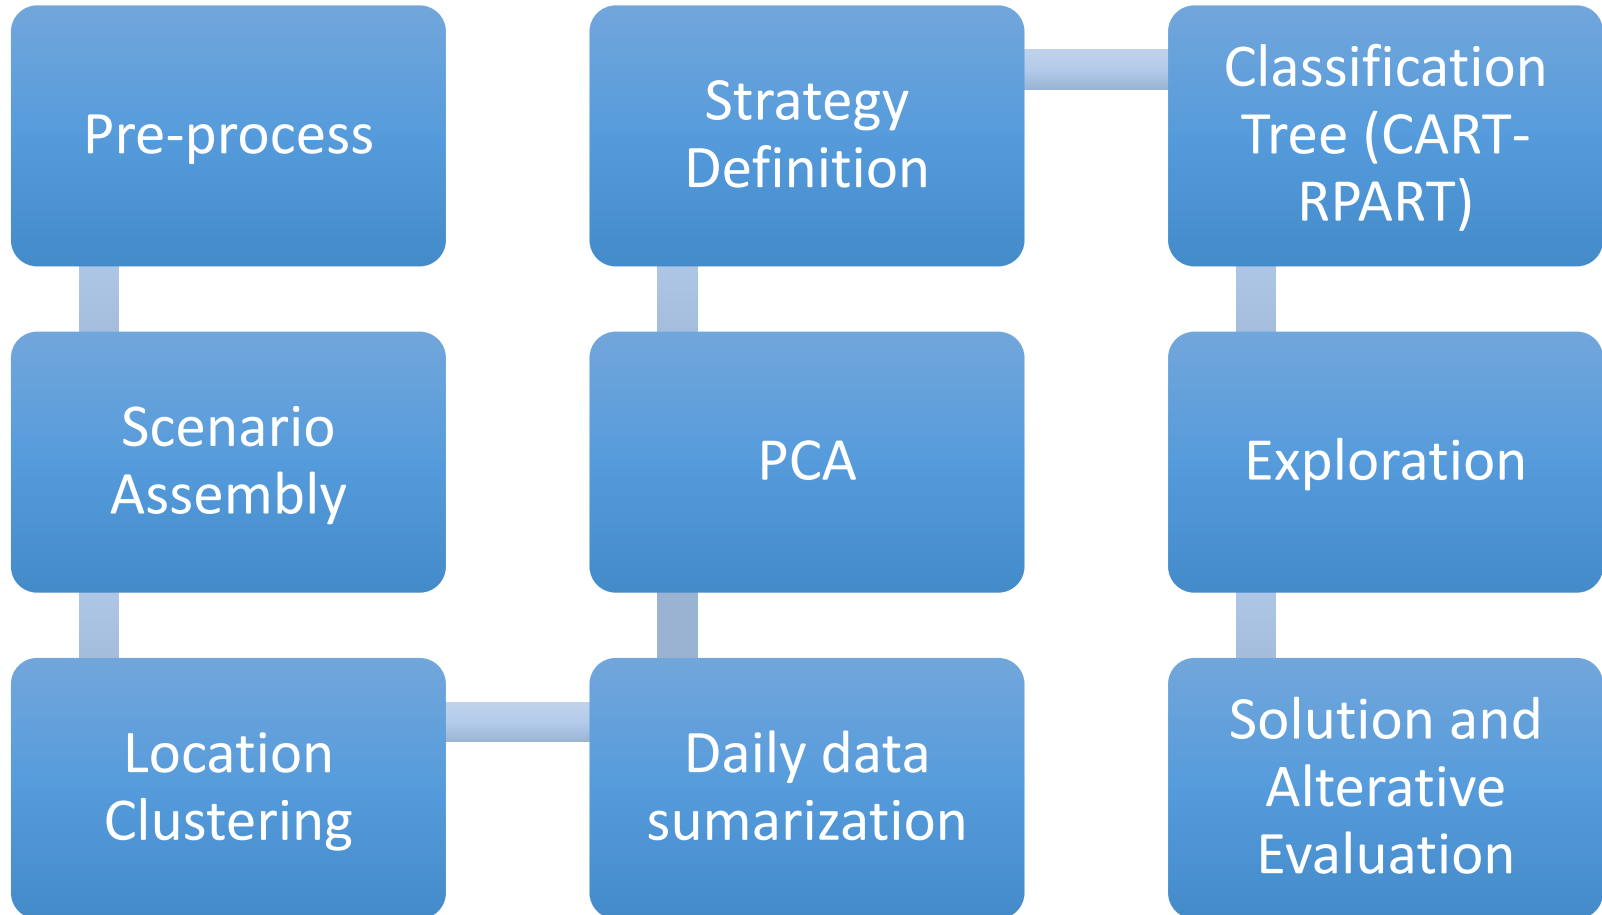 Pre-process
Scenario
Assembly
Location
Clustering
Daily data
sumarization
PCA
Strategy
Definition
Classification
Tree (CART-
RPART)
Exploration
Solution and
Alterative
Evaluation